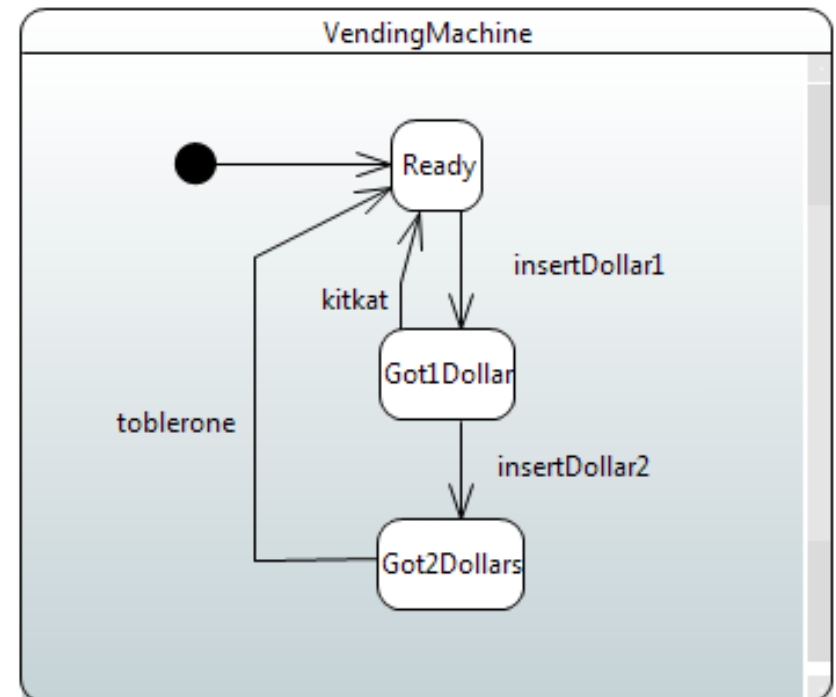 VendingMachine
Ready
insertDollar1
kitkat
Got1Dollar
toblerone
insertDollar2
Got2Dollars